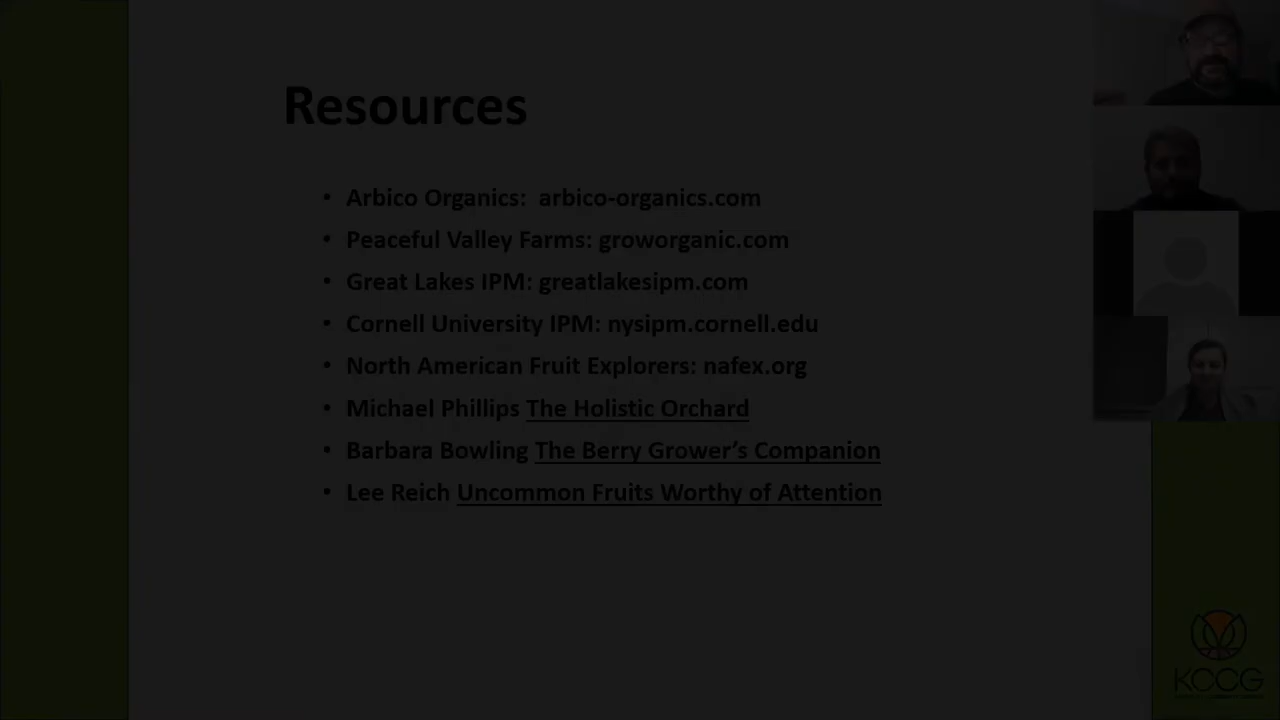 Resources
• Arbico Organics:  arbico-organics.com
• Peaceful Valley Farms: groworganic.com
• Great Lakes IPM: greatlakesipm.com
• Cornell University IPM: nysipm.cornell.edu
• North American Fruit Explorers: nafex.org
• Michael Phillips The Holistic Orchard
• Barbara Bowling The Berry Grower’s Companion
• Lee Reich Uncommon Fruits Worthy of Attention
KCCG